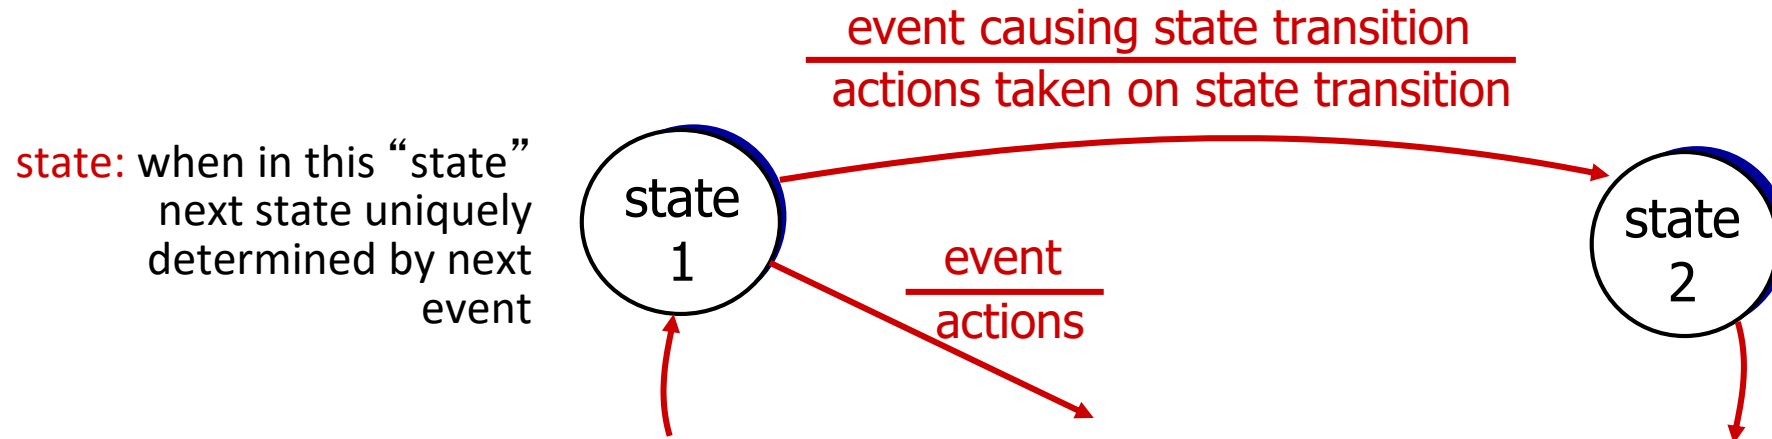 event causing state transition
actions taken on state transition
state: when in this “state”
next state uniquely
determined by next
event
state
1
event
actions
state
2